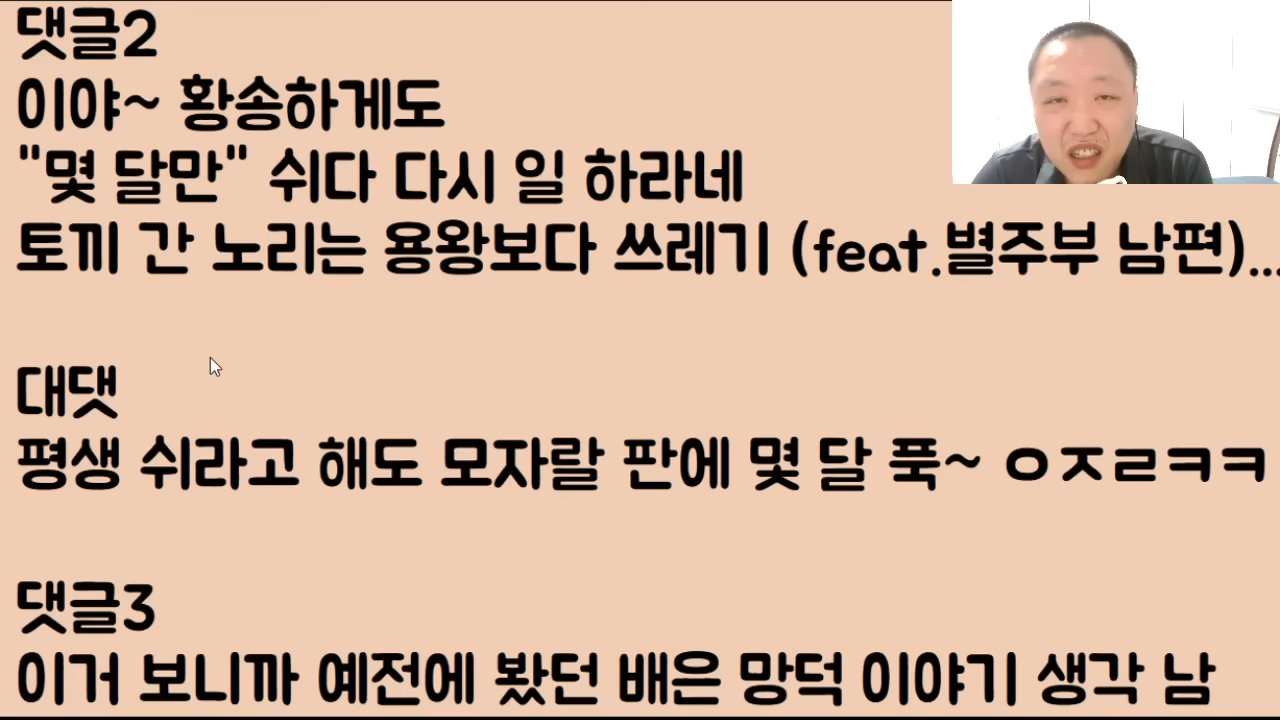 댓글2
이야~ 황송하게도
"몇 달만" 쉬다 다시 일 하라네
토끼 간 노리는 용왕보다 쓰레기 (feat.별주부 남편)...
대댓
평생 쉬라고 해도 모자랄 판에 몇 달 푹~ ㅇㅈㄹㅋㅋ
댓글3
이거 보니까 예전에 봤던 배은 망덕 이야기 생각 남